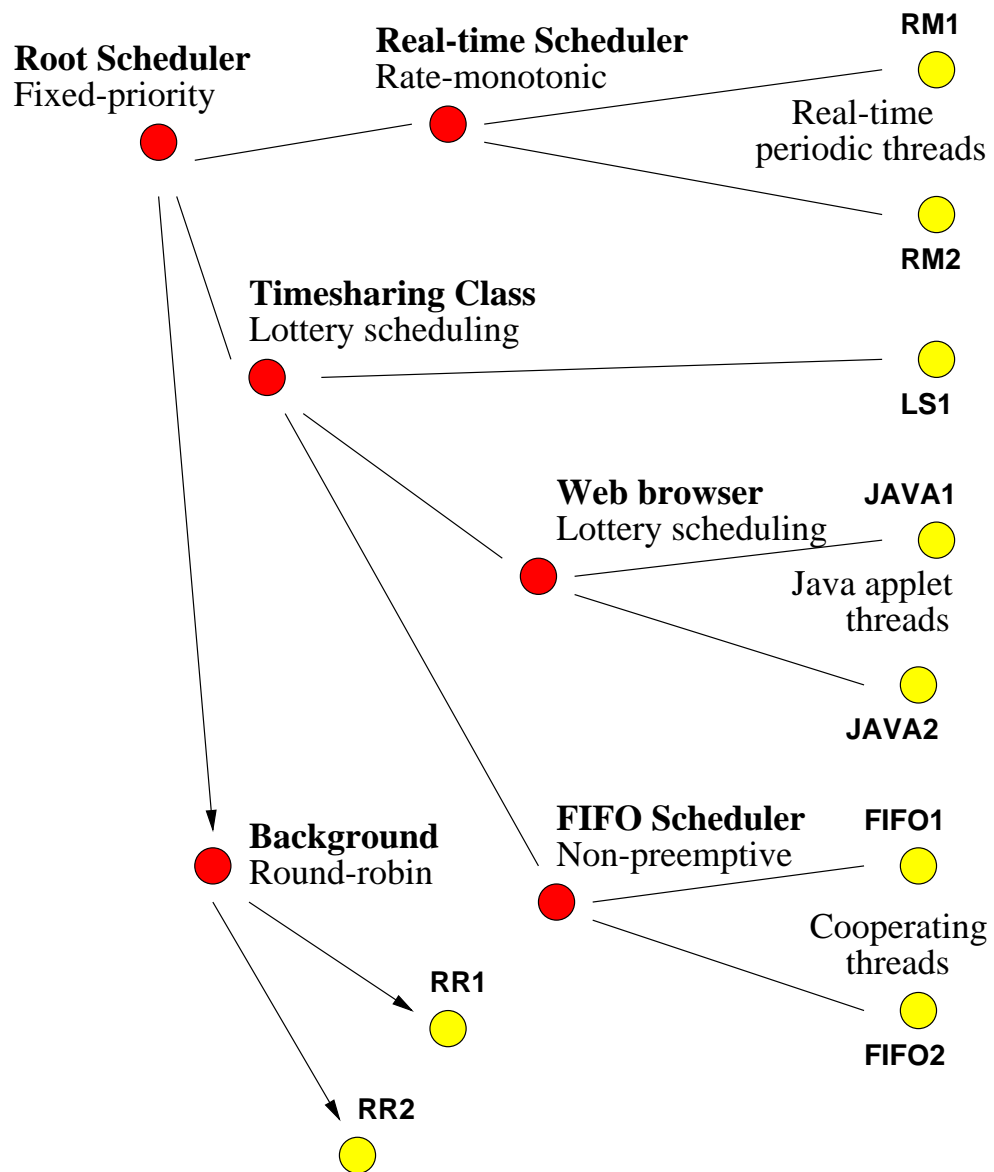 Root Scheduler
Fixed-priority
Real-time Scheduler
Rate-monotonic
RM1
Real-time
periodic threads
RM2
Timesharing Class
Lottery scheduling
LS1
Web browser
Lottery scheduling
JAVA1
Java applet
threads
JAVA2
Background
Round-robin
FIFO Scheduler
Non-preemptive
FIFO1
Cooperating
threads
FIFO2
RR1
RR2